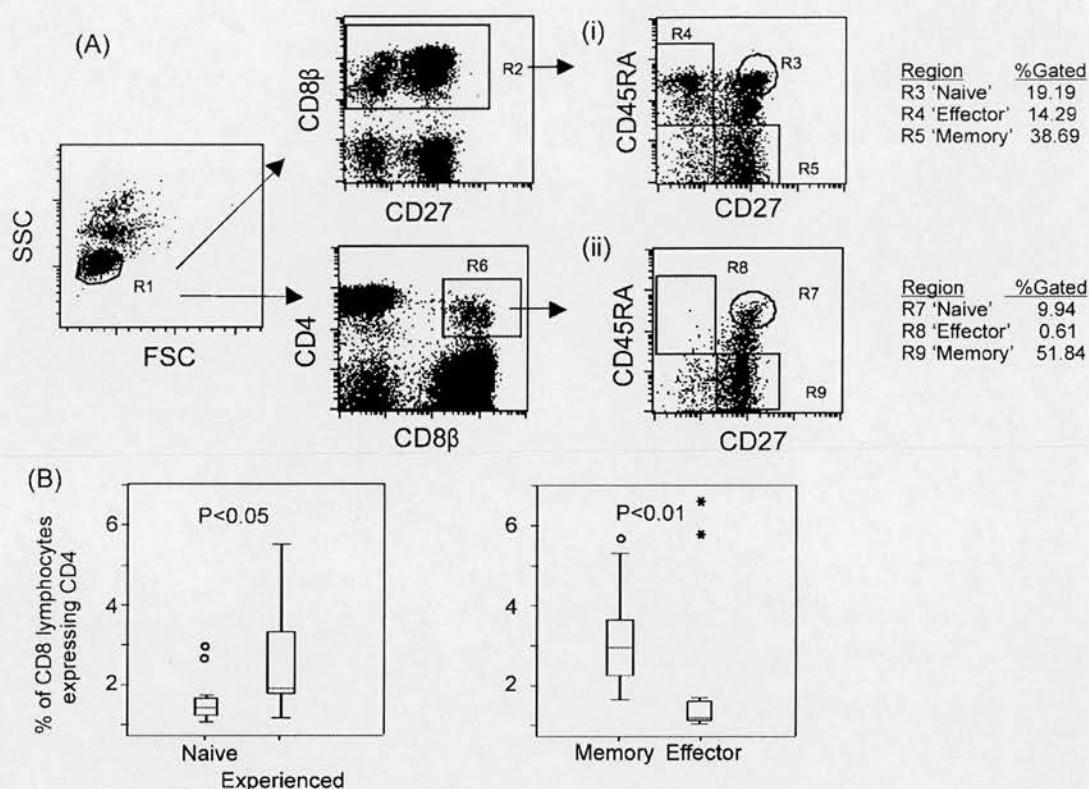 (A)
CD8β
R2
CD27
(i)
R4
R3
CD45RA
R5
CD27
Region %Gated
R3 'Naive' 19.19
R4 'Effector' 14.29
R5 'Memory' 38.69
SSC
R1
FSC
CD4
R6
CD8β
(ii)
R8
R7
CD45RA
R9
CD27
Region %Gated
R7 'Naive' 9.94
R8 'Effector' 0.61
R9 'Memory' 51.84
(B)
% of CD8 lymphocytes
expressing CD4
6
4
2
P<0.05
Naive
Experienced
6
4
2
P<0.01
Memory Effector